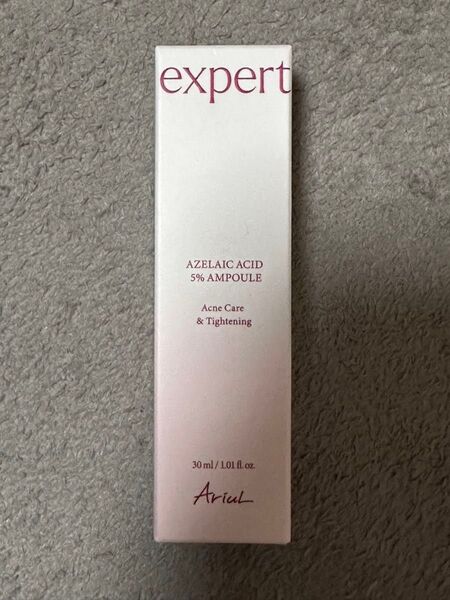 expert
AZELAIC ACID
5% AMPOULE
Acne Care
& Tightening
30 ml / 1.01 fl. oz.
Ariul